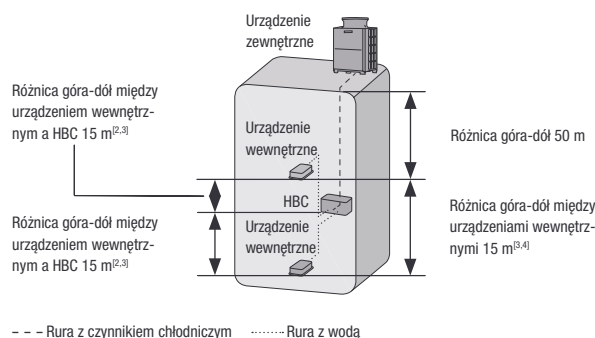 Urządzenie
zewnętrzne
Różnica góra-dół między
urządzeniem wewnętrz-
nym a HBC 15 m[2,3]
Urządzenie
wewnętrzne
Różnica góra-dół 50 m
HBC
Różnica góra-dół między
urządzeniami wewnętrz-
nymi 15 m[3,4]
Różnica góra-dół między
urządzeniem wewnętrz-
nym a HBC 15 m[2,3]
Urządzenie
wewnętrzne
– – – Rura z czynnikiem chłodniczym ········· Rura z wodą